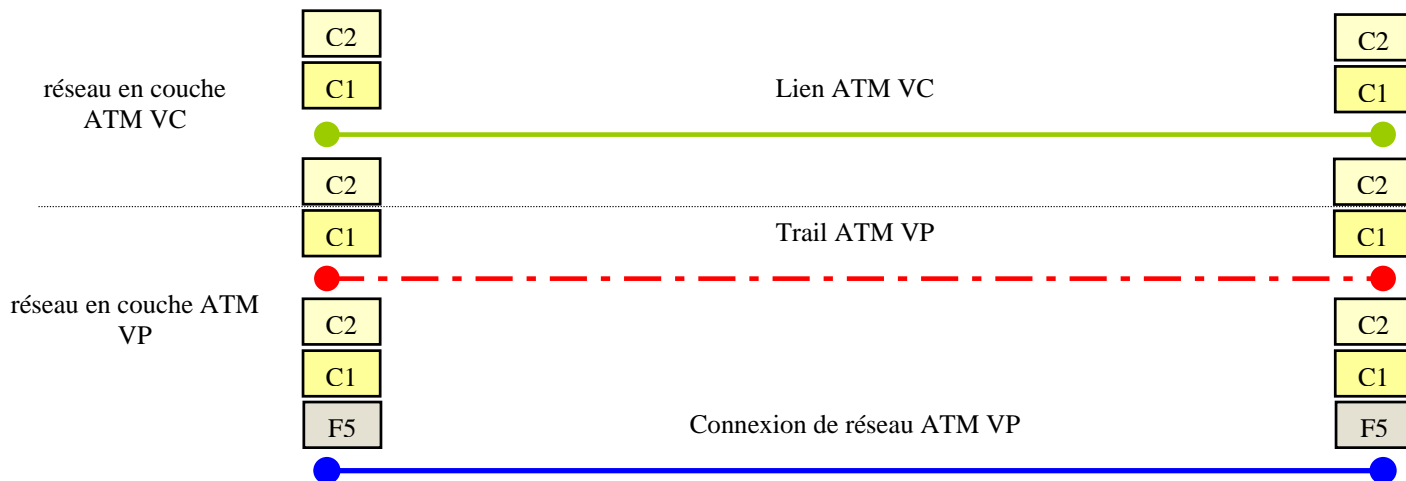 C2
C2
réseau en couche
ATM VC
C1
Lien ATM VC
C1
C2
C2
C1
Trail ATM VP
C1
réseau en couche ATM
VP
C2
C2
C1
C1
F5
Connexion de réseau ATM VP
F5